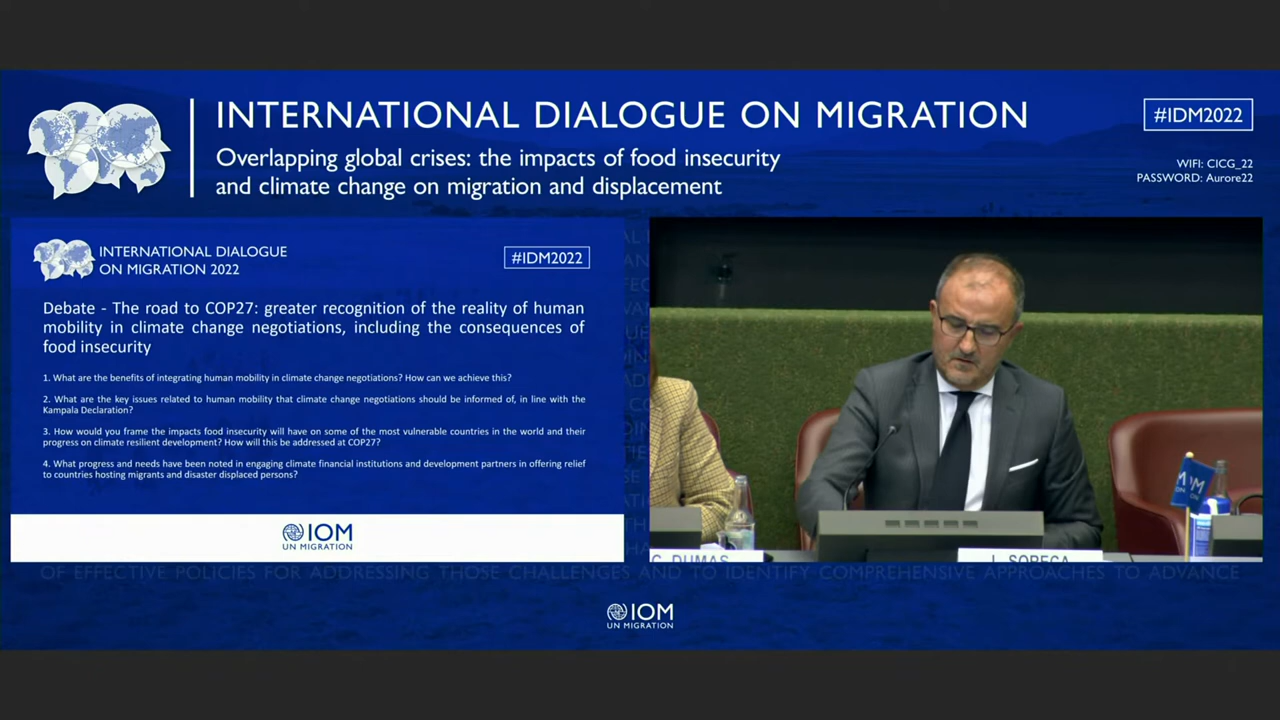 INTERNATIONAL DIALOGUE ON MIGRATION
Overlapping global crises: the impacts of food insecurity
and climate change on migration and displacement
#IDM2022
WIFI: CICG_22
PASSWORD: Aurore22
INTERNATIONAL DIALOGUE
ON MIGRATION 2022
#IDM2022
Debate - The road to COP27: greater recognition of the reality of human
mobility in climate change negotiations, including the consequences of
food insecurity
1. What are the benefits of integrating human mobility in climate change negotiations? How can we achieve this?
2. What are the key issues related to human mobility that climate change negotiations should be informed of, in line with the
Kampala Declaration?
3. How would you frame the impacts food insecurity will have on some of the most vulnerable countries in the world and their
progress on climate resilient development? How will this be addressed at COP27?
4. What progress and needs have been noted in engaging climate financial institutions and development partners in offering relief
to countries hosting migrants and disaster displaced persons?
IOM
UN MIGRATION
C. DUMAS
L. SORECA
OF EFFECTIVE POLICIES FOR ADDRESSING THOSE CHALLENGES AND TO IDENTIFY COMPREHENSIVE APPROACHES TO ADVANCE
IOM
UN MIGRATION